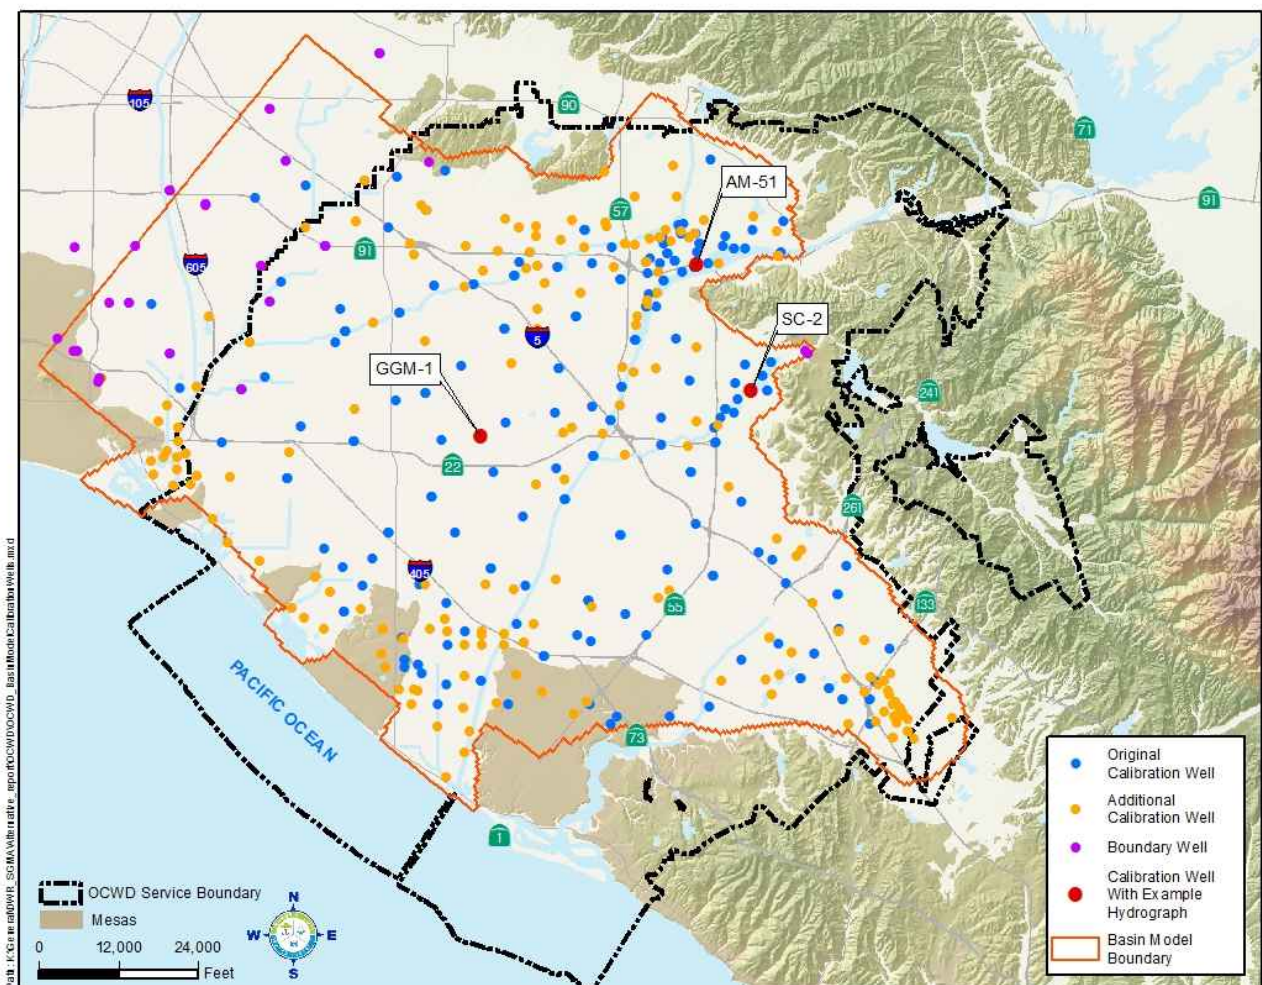 105
90
71
AM-51
91
57
91
605
SC-2
5
GGM-1
241
22
261
405
55
133
PACIFIC OCEAN
73
1
Original
Calibration Well
Additional
Calibration Well
Boundary Well
Calibration Well
With Example
Hydrograph
Basin Model
Boundary
OCWD Service Boundary
Mesas
0 12,000 24,000
Feet
N
W E
S